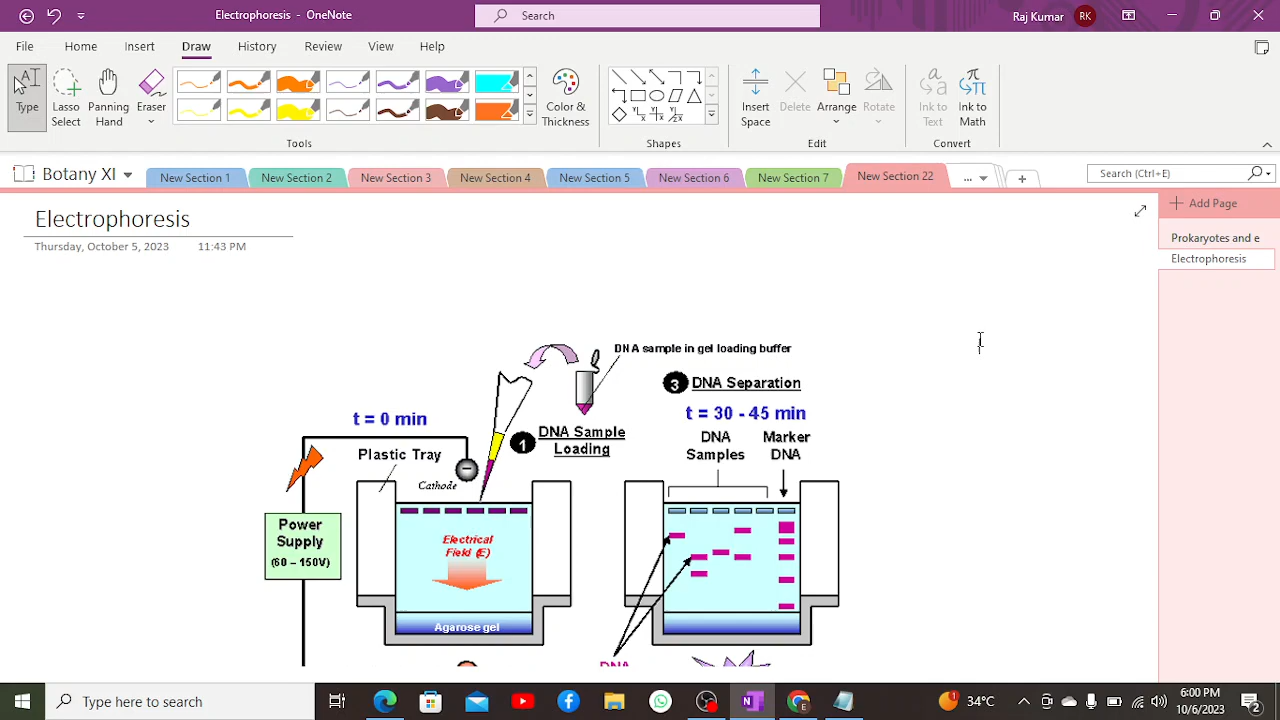 Electrophoresis - OneNote
Search
Raj Kumar
RK
File
Home
Insert
Draw
History
Review
View
Help
Type
Lasso
Select
Panning
Hand
Eraser
Color &
Thickness
Insert
Space
Delete
Arrange
Rotate
Ink to
Text
Ink to
Math
Tools
Shapes
Edit
Convert
Botany XI
New Section 1
New Section 2
New Section 3
New Section 4
New Section 5
New Section 6
New Section 7
New Section 22
...
Search (Ctrl+E)
Electrophoresis
Thursday, October 5, 2023 11:43 PM
Add Page
Prokaryotes and e
Electrophoresis
DNA sample in gel loading buffer
3 DNA Separation
t = 0 min
t = 30 - 45 min
1 DNA Sample
Loading
DNA
Samples
Marker
DNA
Plastic Tray
Cathode
Power
Supply
(60 – 150V)
Electrical
Field (E)
Agarose gel
DNA
Type here to search
34°C
6:00 PM
10/6/2023
2